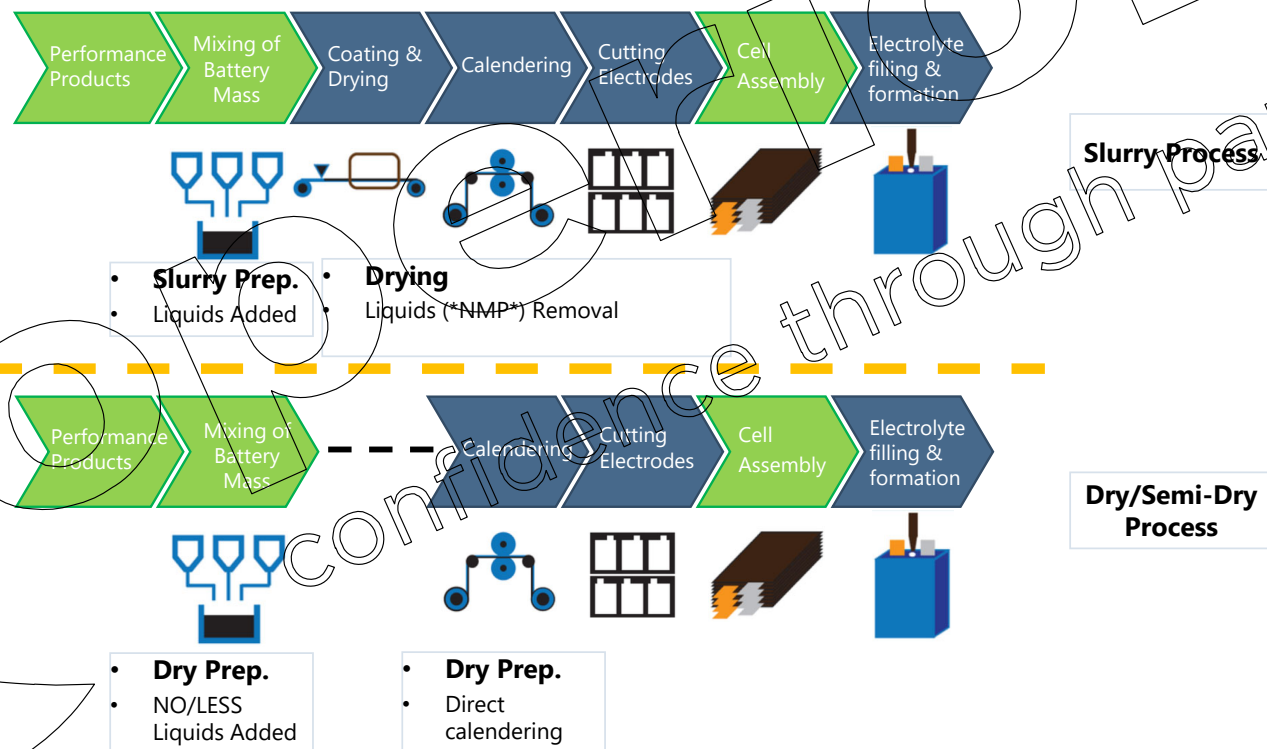 Performance
Products
Mixing of
Battery
Mass
Coating &
Drying
Calendering
Cutting
Electrodes
Cell
Assembly
Electrolyte
filling &
formation
Slurry Process
• Slurry Prep.
• Liquids Added
• Drying
• Liquids (*NMP*) Removal
Performance
Products
Mixing of
Battery
Mass
Calendering
Cutting
Electrodes
Cell
Assembly
Electrolyte
filling &
formation
Dry/Semi-Dry
Process
• Dry Prep.
• NO/LESS
Liquids Added
• Dry Prep.
• Direct
calendering
confidence through